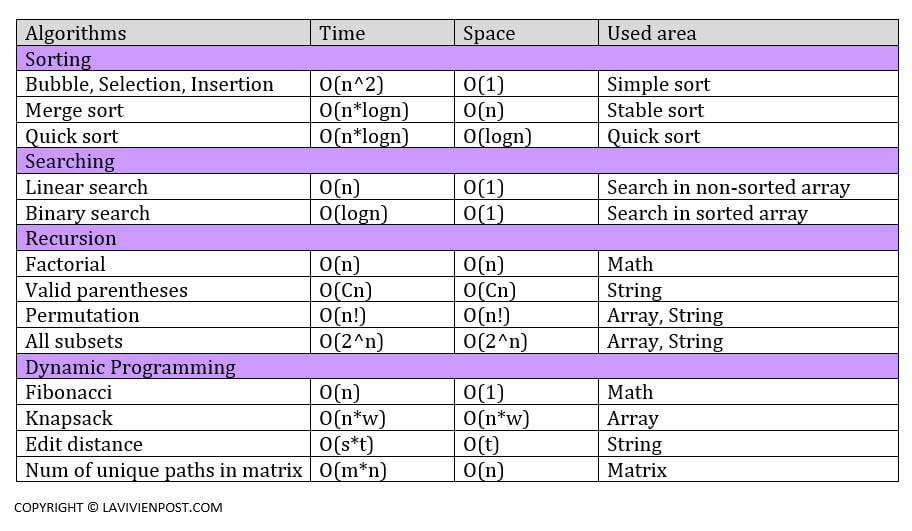 Algorithms Time Space Used area
Sorting
Bubble, Selection, Insertion O(n^2) O(1) Simple sort
Merge sort O(n*logn) O(n) Stable sort
Quick sort O(n*logn) O(logn) Quick sort
Searching
Linear search O(n) O(1) Search in non-sorted array
Binary search O(logn) O(1) Search in sorted array
Recursion
Factorial O(n) O(n) Math
Valid parentheses O(Cn) O(Cn) String
Permutation O(n!) O(n!) Array, String
All subsets O(2^n) O(2^n) Array, String
Dynamic Programming
Fibonacci O(n) O(1) Math
Knapsack O(n*w) O(n*w) Array
Edit distance O(s*t) O(t) String
Num of unique paths in matrix O(m*n) O(n) Matrix
COPYRIGHT © LAVIVIENPOST.COM